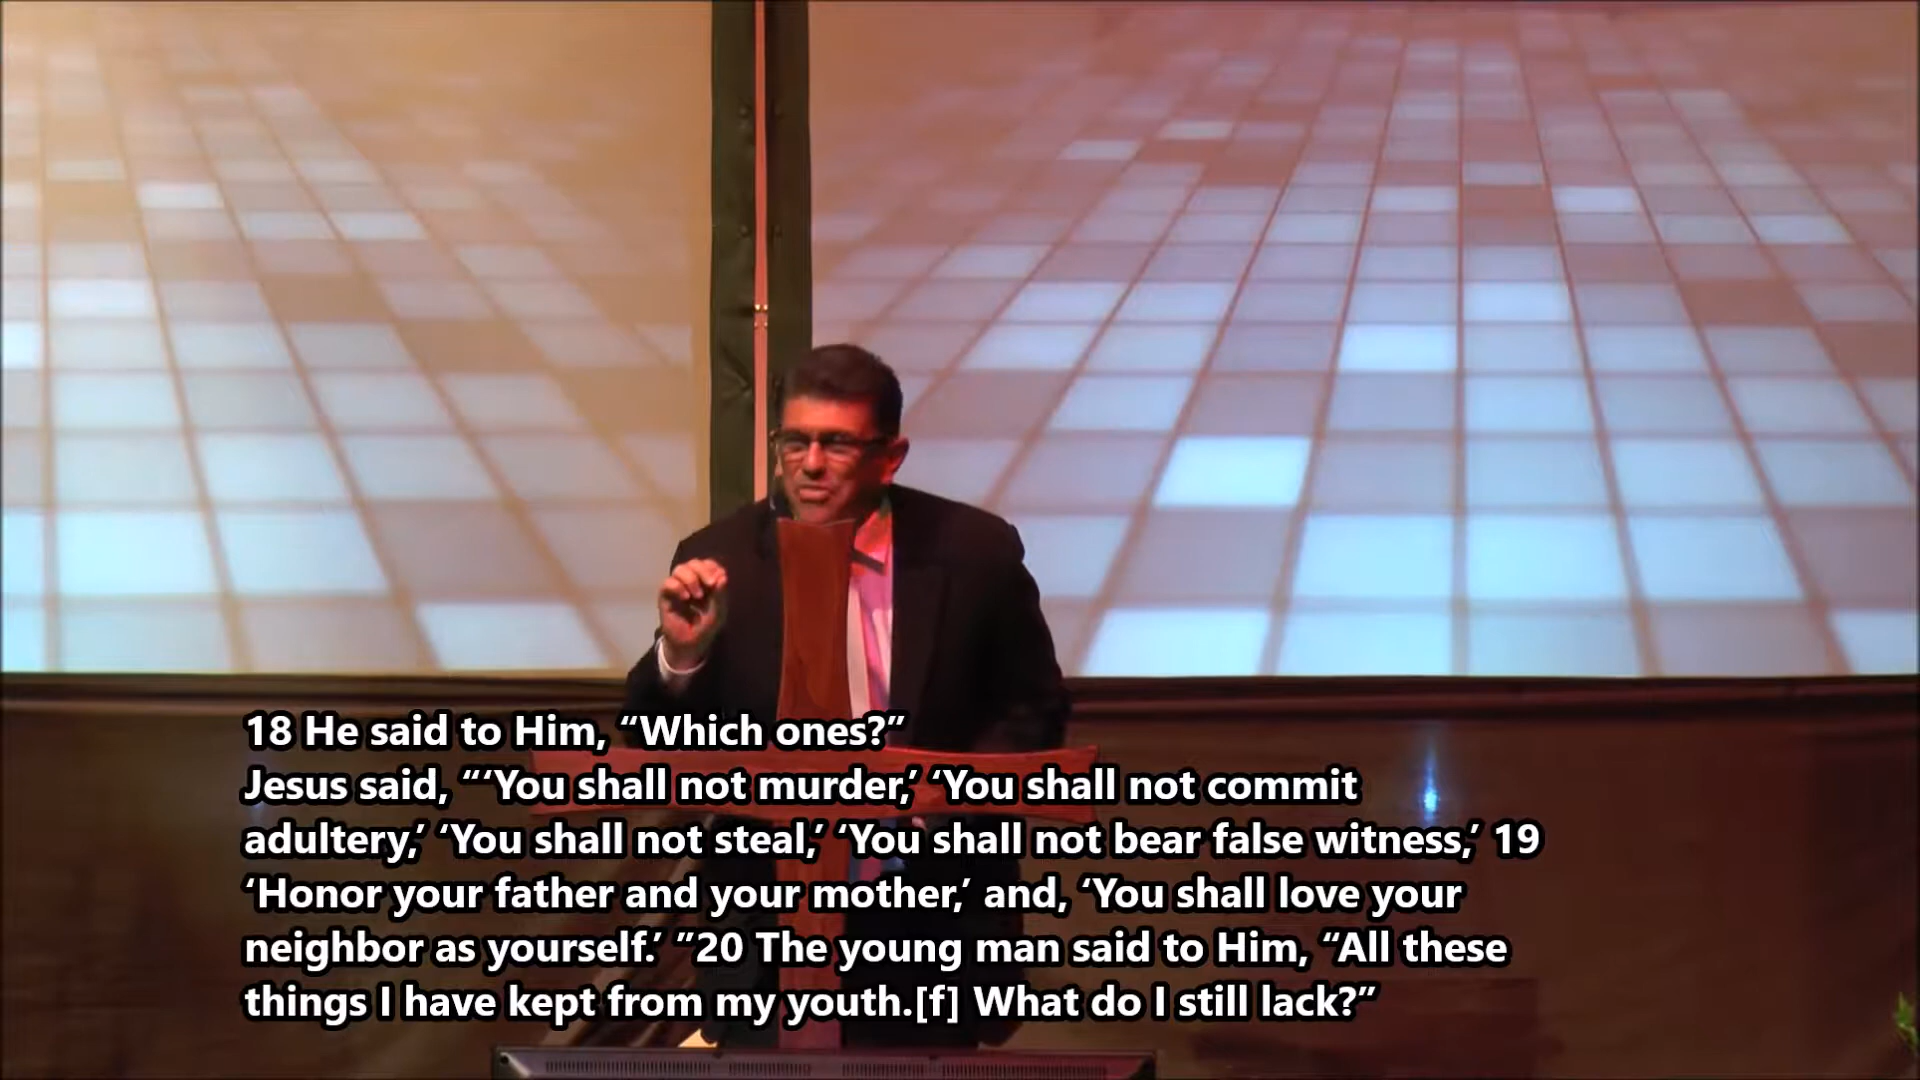 18 He said to Him, “Which ones?”
Jesus said, “‘You shall not murder,’ ‘You shall not commit
adultery,’ ‘You shall not steal,’ ‘You shall not bear false witness,’ 19
‘Honor your father and your mother,’ and, ‘You shall love your
neighbor as yourself.’ ”20 The young man said to Him, “All these
things I have kept from my youth.[f] What do I still lack?”